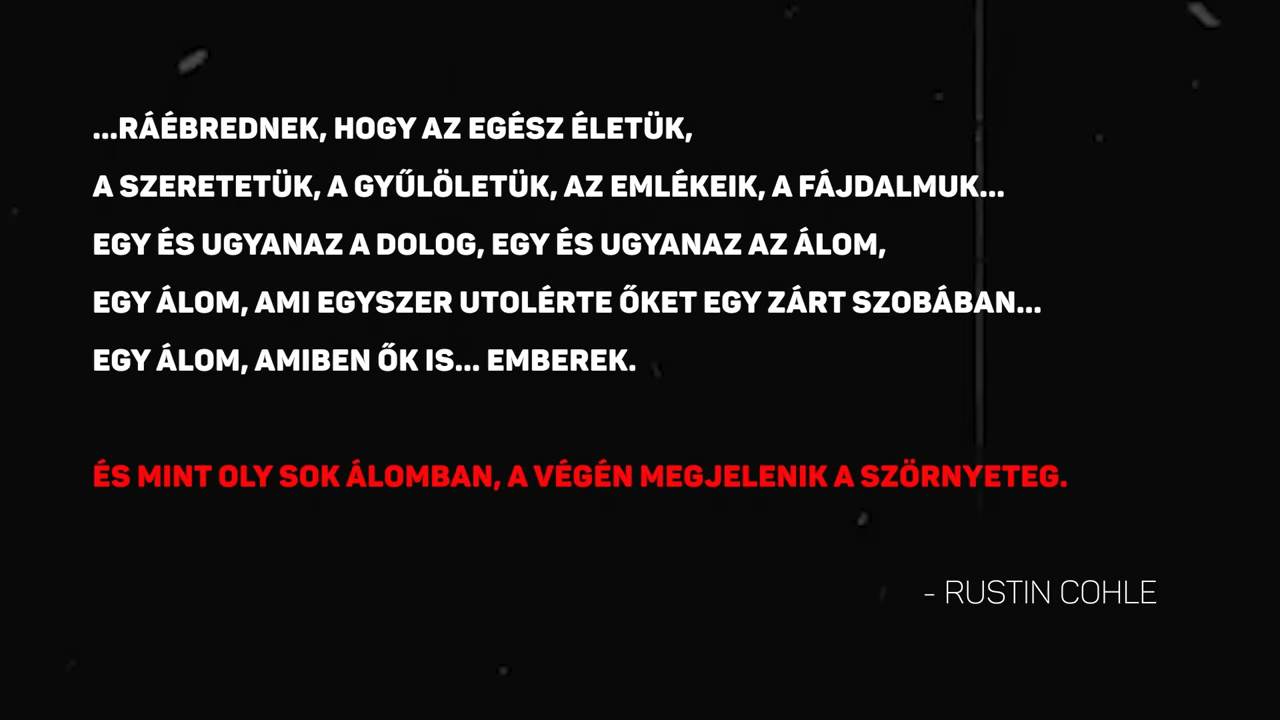 ...RÁÉBREDNEK, HOGY AZ EGÉSZ ÉLETÜK,
A SZERETETÜK, A GYŰLÖLETÜK, AZ EMLÉKEIK, A FÁJDALMUK...
EGY ÉS UGYANAZ A DOLOG, EGY ÉS UGYANAZ AZ ÁLOM,
EGY ÁLOM, AMI EGYSZER UTOLÉRTE ŐKET EGY ZÁRT SZOBÁBAN...
EGY ÁLOM, AMIBEN ŐK IS... EMBEREK.
ÉS MINT OLY SOK ÁLOMBAN, A VÉGÉN MEGJELENIK A SZÖRNYETEG.
- RUSTIN COHLE